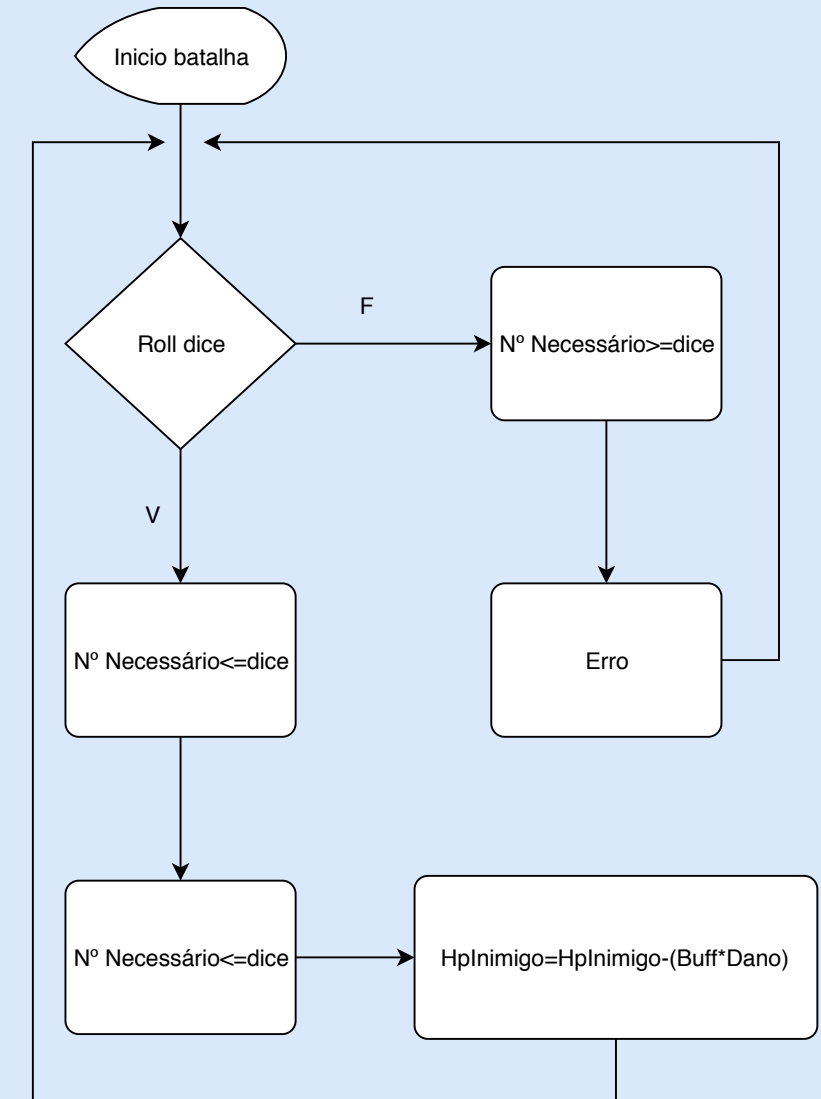 Inicio batalha
F
Roll dice
Nº Necessário>=dice
V
Nº Necessário<=dice
Erro
Nº Necessário<=dice
HpInimigo=HpInimigo-(Buff*Dano)